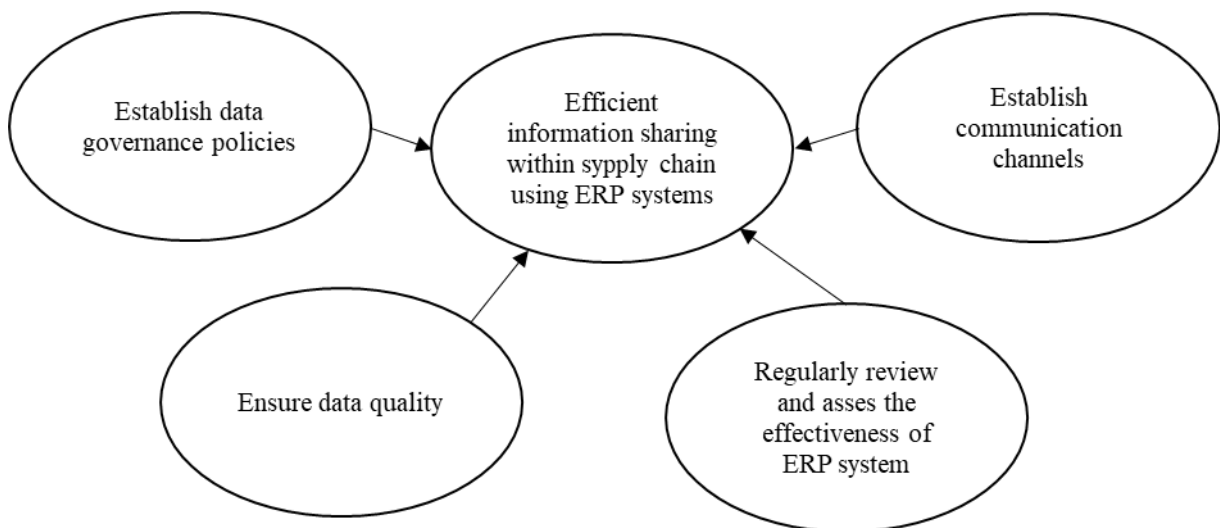 Establish data
governance policies
Efficient
information sharing
within sypply chain
using ERP systems
Establish
communication
channels
Ensure data quality
Regularly review
and asses the
effectiveness of
ERP system